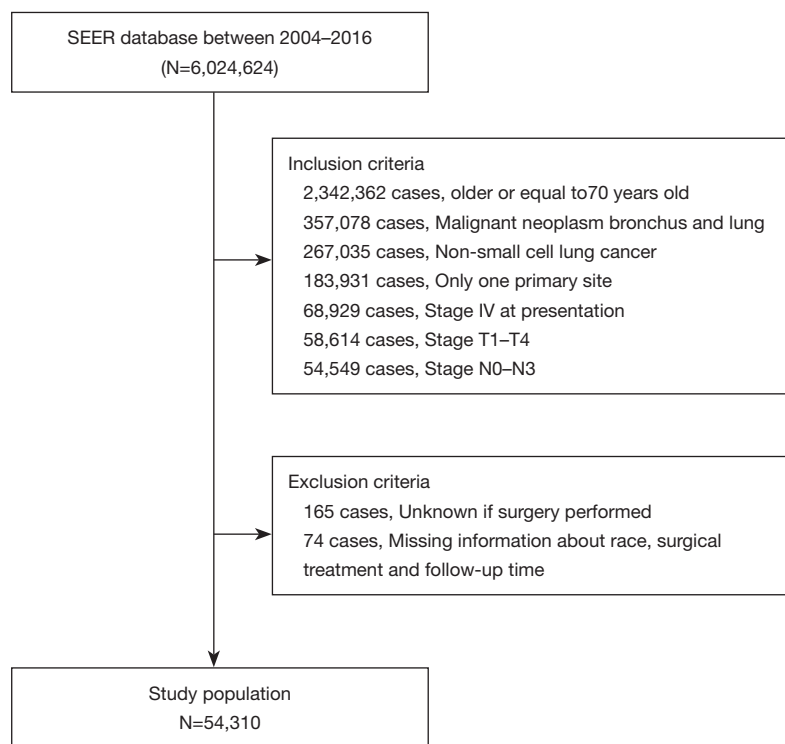 SEER database between 2004–2016
(N=6,024,624)
Inclusion criteria
2,342,362 cases, older or equal to70 years old
357,078 cases, Malignant neoplasm bronchus and lung
267,035 cases, Non-small cell lung cancer
183,931 cases, Only one primary site
68,929 cases, Stage IV at presentation
58,614 cases, Stage T1–T4
54,549 cases, Stage N0–N3
Exclusion criteria
165 cases, Unknown if surgery performed
74 cases, Missing information about race, surgical
treatment and follow-up time
Study population
N=54,310